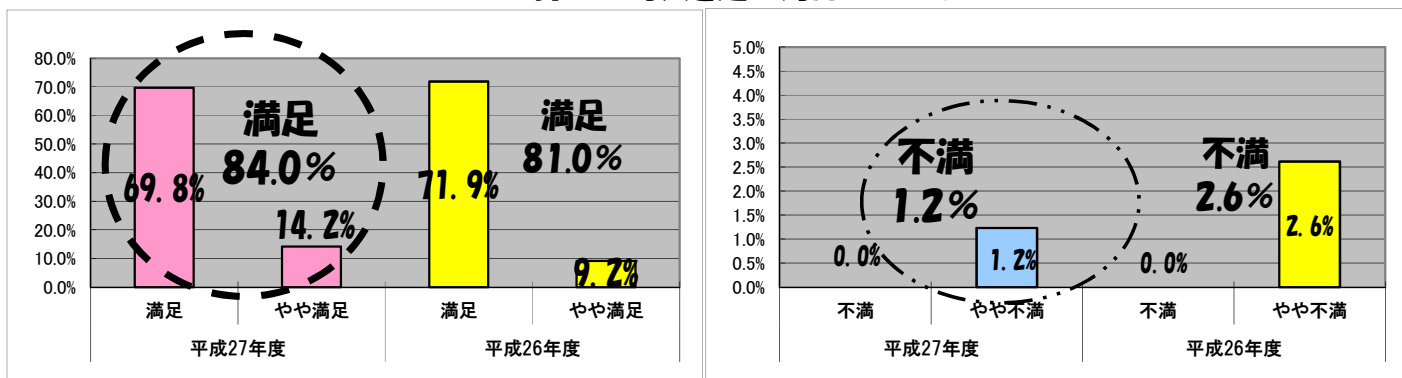 80.0%
70.0%
60.0%
50.0%
40.0%
30.0%
20.0%
10.0%
0.0%
満足
84.0%
満足
81.0%
69.8%
14.2%
71.9%
9.2%
満足
やや満足
満足
やや満足
平成27年度
平成26年度
5.0%
4.5%
4.0%
3.5%
3.0%
2.5%
2.0%
1.5%
1.0%
0.5%
0.0%
不満
1.2%
不満
2.6%
0.0%
1.2%
0.0%
2.6%
不満
やや不満
不満
やや不満
平成27年度
平成26年度